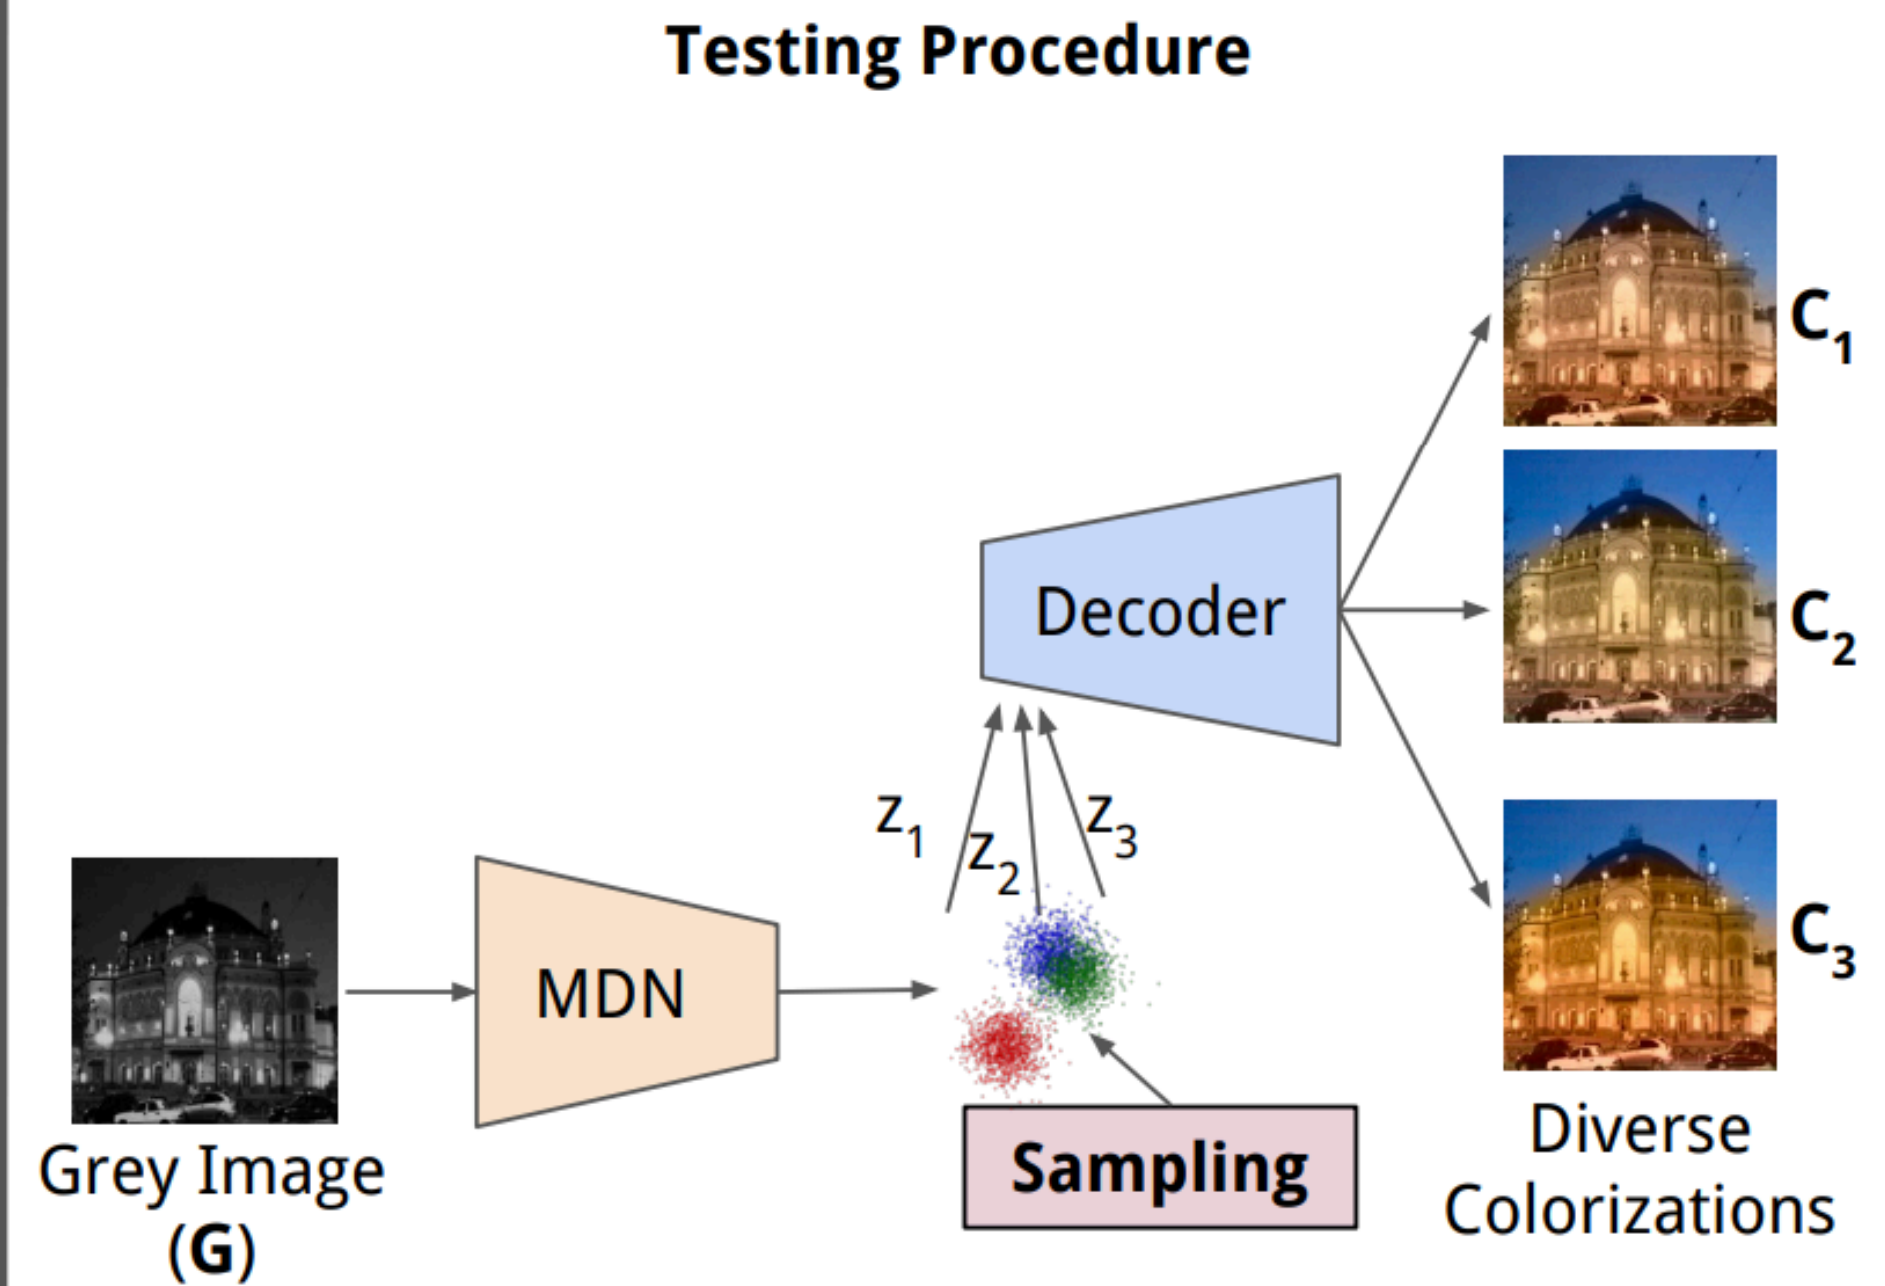 Testing Procedure
C1
Decoder
C2
z1
z2
z3
MDN
C3
Sampling
Grey Image
(G)
Diverse
Colorizations